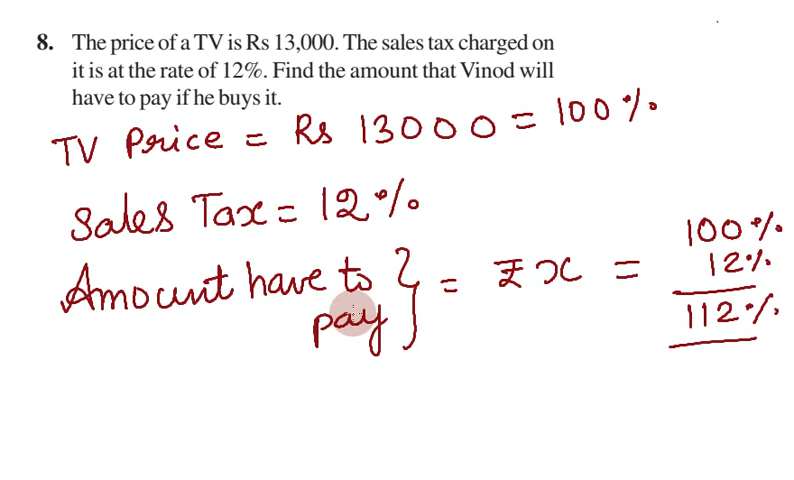 8. The price of a TV is Rs 13,000. The sales tax charged on
it is at the rate of 12%. Find the amount that Vinod will
have to pay if he buys it.
TV Price = Rs 13000 = 100%
Sales Tax = 12%
Amount have to pay } = ₹ x =
100%
12%
112%